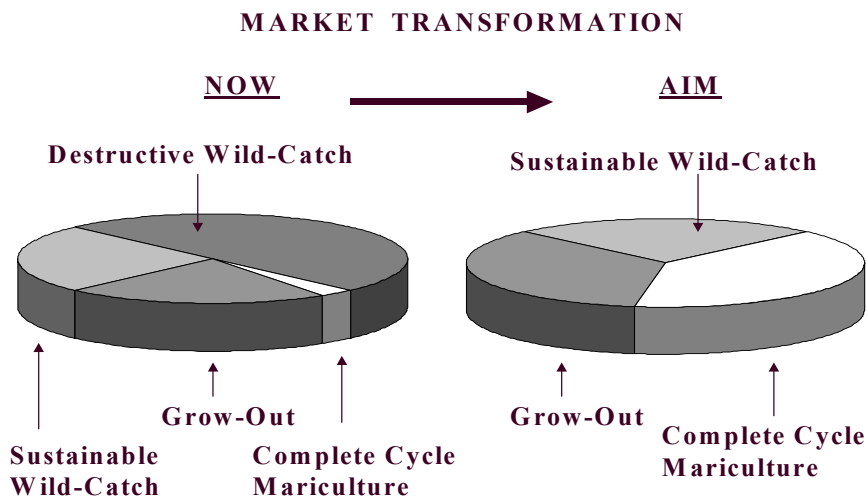 MARKET TRANSFORMATION
NOW
AIM
Destructive Wild-Catch
Sustainable Wild-Catch
Grow-Out
Sustainable
Wild-Catch
Complete Cycle
Mariculture
Grow-Out
Complete Cycle
Mariculture